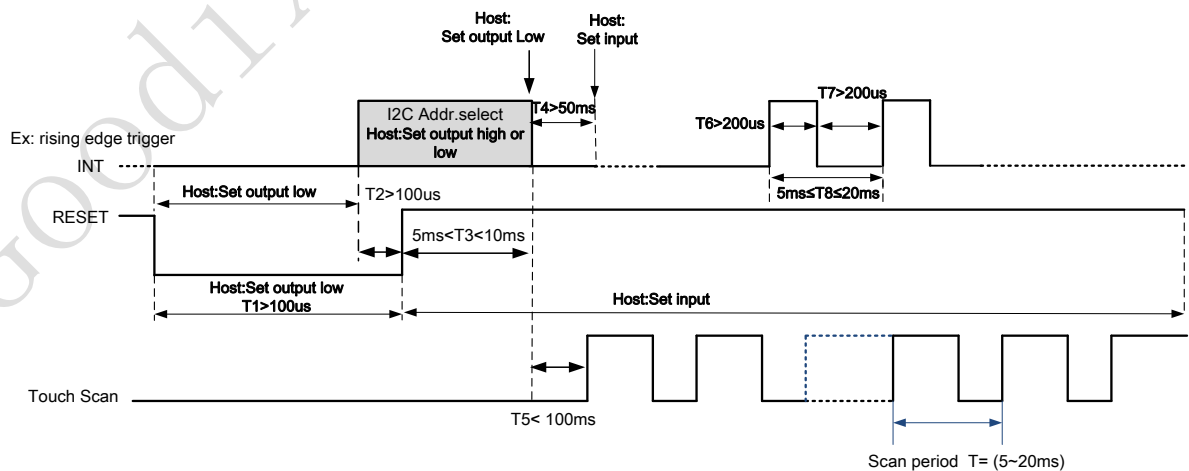 Goodix
Host:
Set output Low
Host:
Set input
I2C Addr.select
Host:Set output high or
low
T4>50ms
T6>200us
T7>200us
Ex: rising edge trigger
INT
Host:Set output low
T2>100us
5ms≤T8≤20ms
RESET
5ms<T3<10ms
Host:Set output low
T1>100us
Host:Set input
Touch Scan
T5< 100ms
Scan period T= (5~20ms)